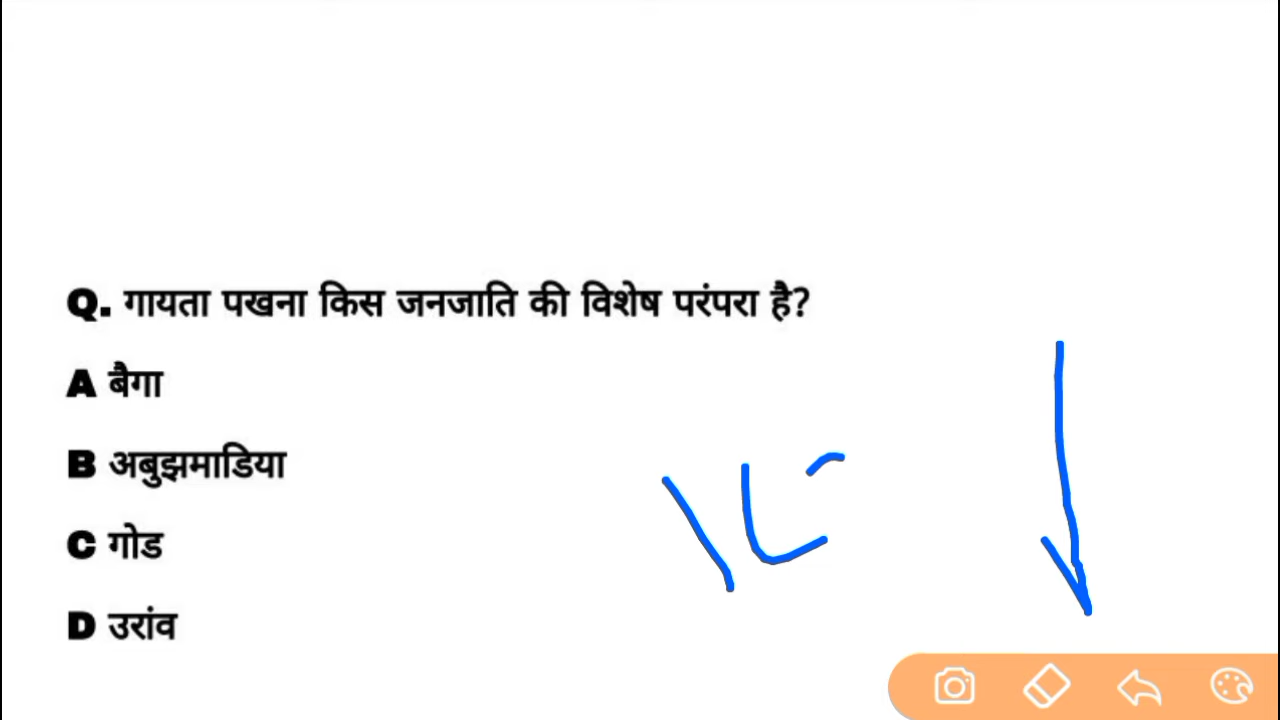 Q. गायता पखना किस जनजाति की विशेष परंपरा है?
A बैगा
B अबुझमाडिया
C गोड
D उरांव